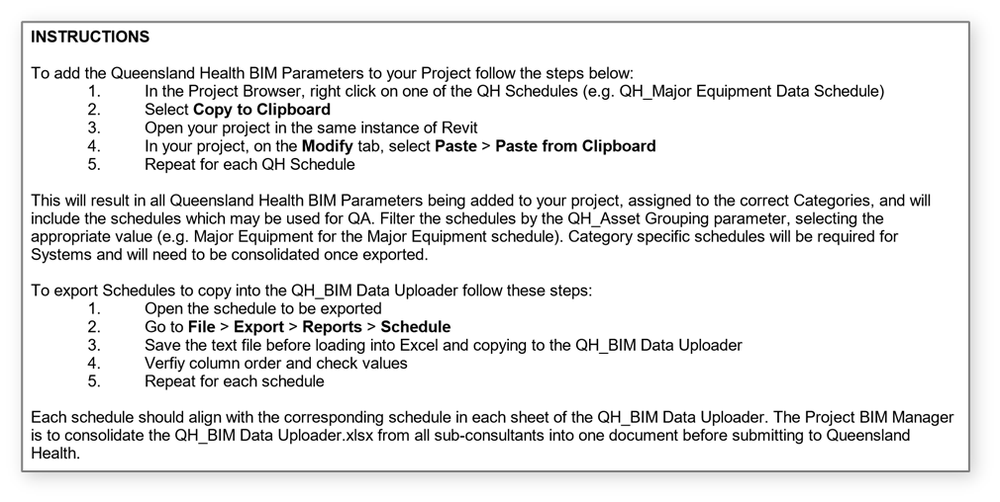 INSTRUCTIONS
To add the Queensland Health BIM Parameters to your Project follow the steps below:
1. In the Project Browser, right click on one of the QH Schedules (e.g. QH_Major Equipment Data Schedule)
2. Select Copy to Clipboard
3. Open your project in the same instance of Revit
4. In your project, on the Modify tab, select Paste > Paste from Clipboard
5. Repeat for each QH Schedule
This will result in all Queensland Health BIM Parameters being added to your project, assigned to the correct Categories, and will
include the schedules which may be used for QA. Filter the schedules by the QH_Asset Grouping parameter, selecting the
appropriate value (e.g. Major Equipment for the Major Equipment schedule). Category specific schedules will be required for
Systems and will need to be consolidated once exported.
To export Schedules to copy into the QH_BIM Data Uploader follow these steps:
1. Open the schedule to be exported
2. Go to File > Export > Reports > Schedule
3. Save the text file before loading into Excel and copying to the QH_BIM Data Uploader
4. Verfiy column order and check values
5. Repeat for each schedule
Each schedule should align with the corresponding schedule in each sheet of the QH_BIM Data Uploader. The Project BIM Manager
is to consolidate the QH_BIM Data Uploader.xlsx from all sub-consultants into one document before submitting to Queensland
Health.